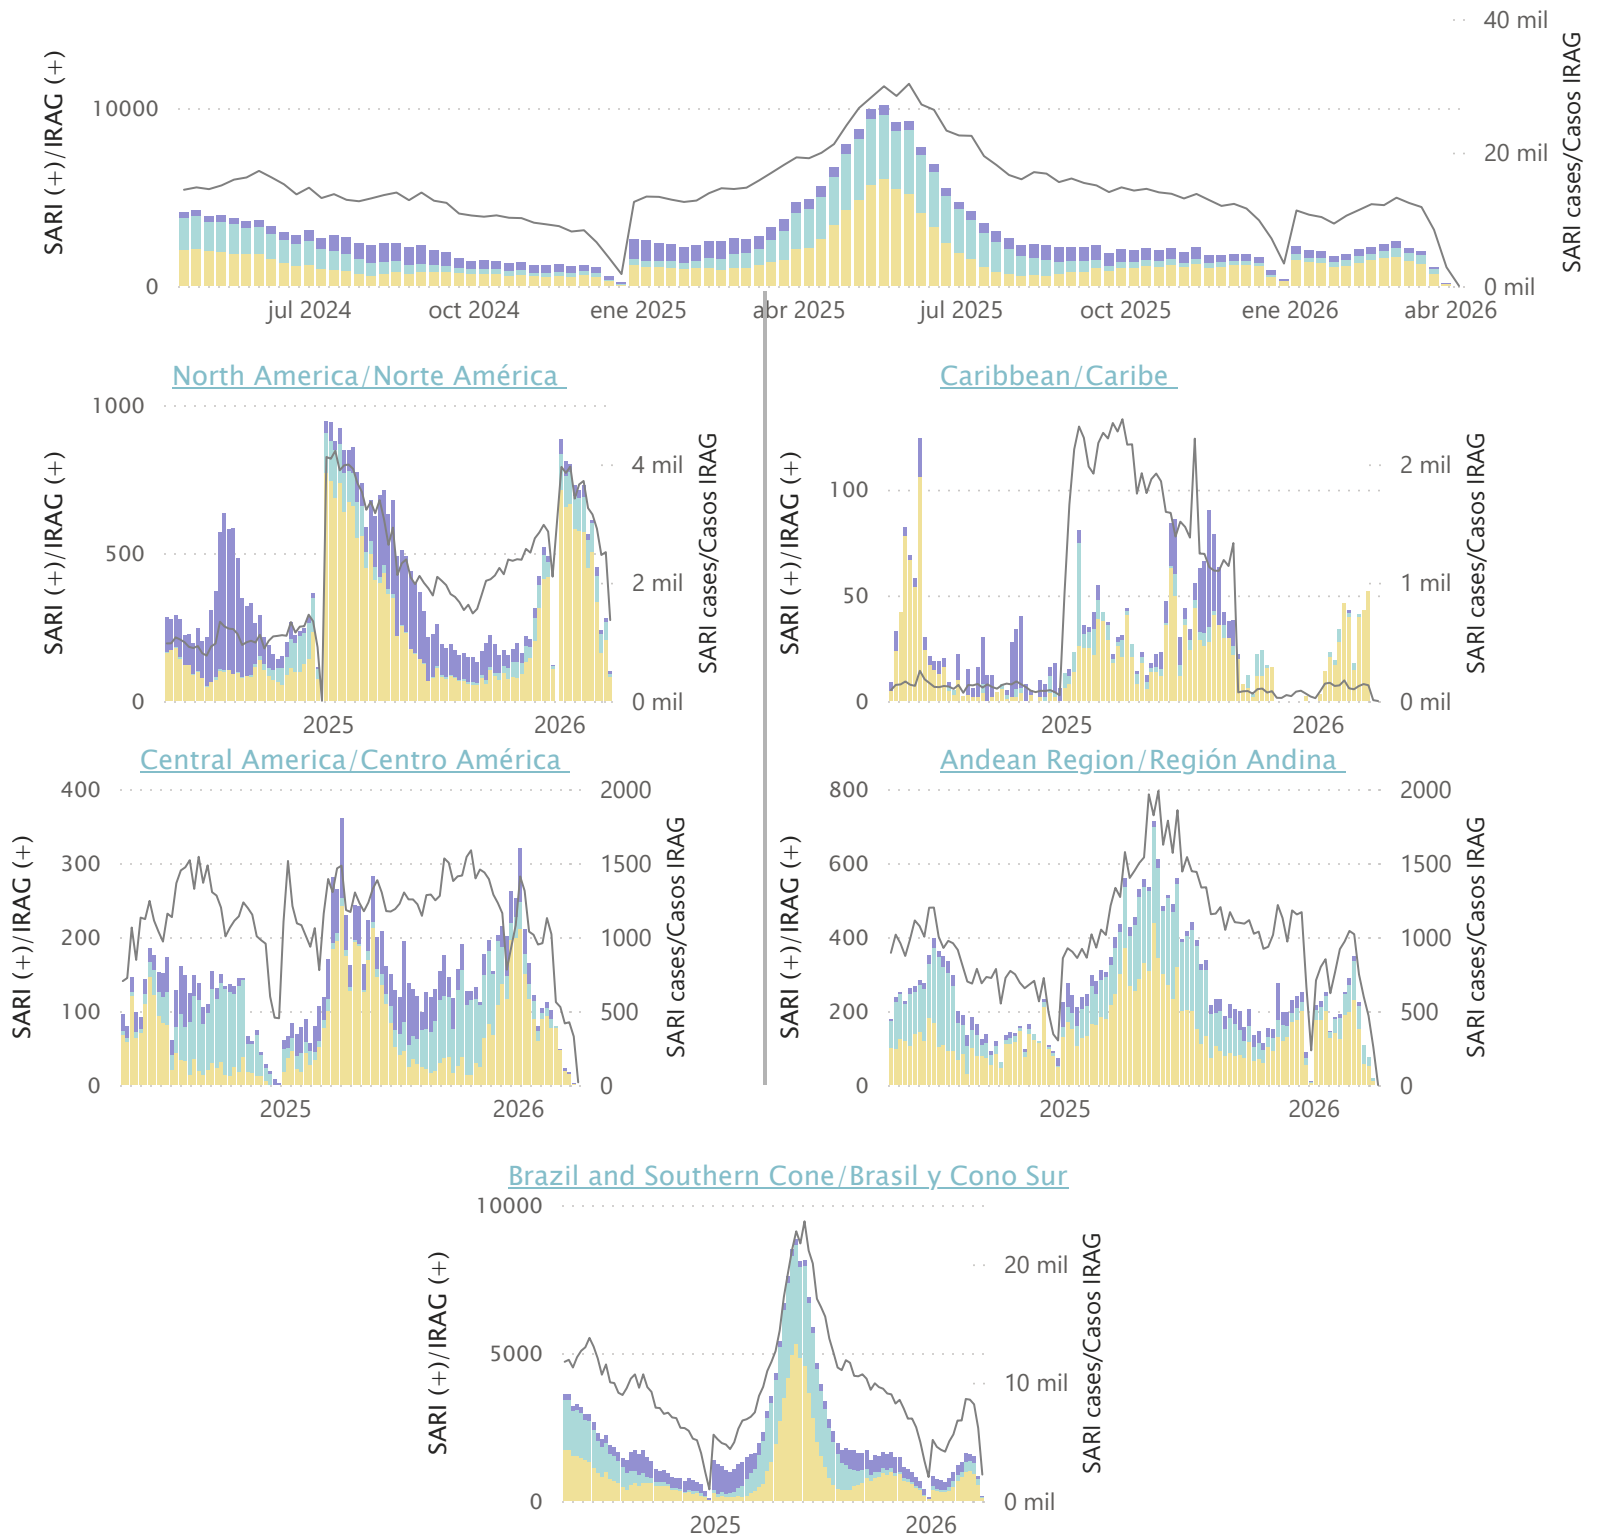 SARI (+)/IRAG (+)
10000
0
40 mil
20 mil
0 mil
SARI cases/Casos IRAG
jul 2024
oct 2024
ene 2025
abr 2025
jul 2025
oct 2025
ene 2026
abr 2026
North America/Norte América
SARI (+)/IRAG (+)
1000
500
0
4 mil
2 mil
0 mil
SARI cases/Casos IRAG
2025
2026
Caribbean/Caribe
SARI (+)/IRAG (+)
100
50
0
2 mil
1 mil
0 mil
SARI cases/Casos IRAG
2025
2026
Central America/Centro América
SARI (+)/IRAG (+)
400
300
200
100
0
2000
1500
1000
500
0
SARI cases/Casos IRAG
2025
2026
Andean Region/Región Andina
SARI (+)/IRAG (+)
800
600
400
200
0
2000
1500
1000
500
0
SARI cases/Casos IRAG
2025
2026
Brazil and Southern Cone/Brasil y Cono Sur
SARI (+)/IRAG (+)
10000
5000
0
20 mil
10 mil
0 mil
SARI cases/Casos IRAG
2025
2026